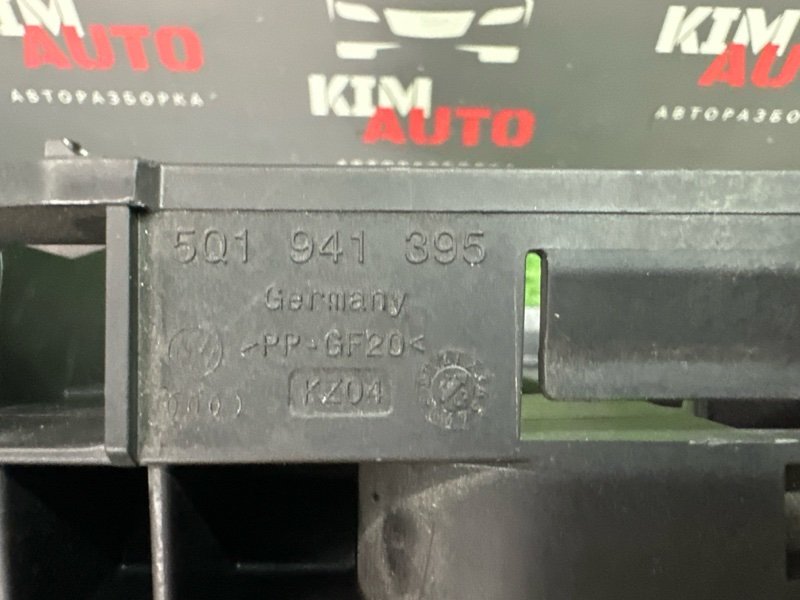 KIM
AUTO
АВТОРАЗБОРКА
KIM
AUTO
KIM
AU
АВТОРАЗБО
5Q1 941 395
Germany
>PP-GF20<
KZ04